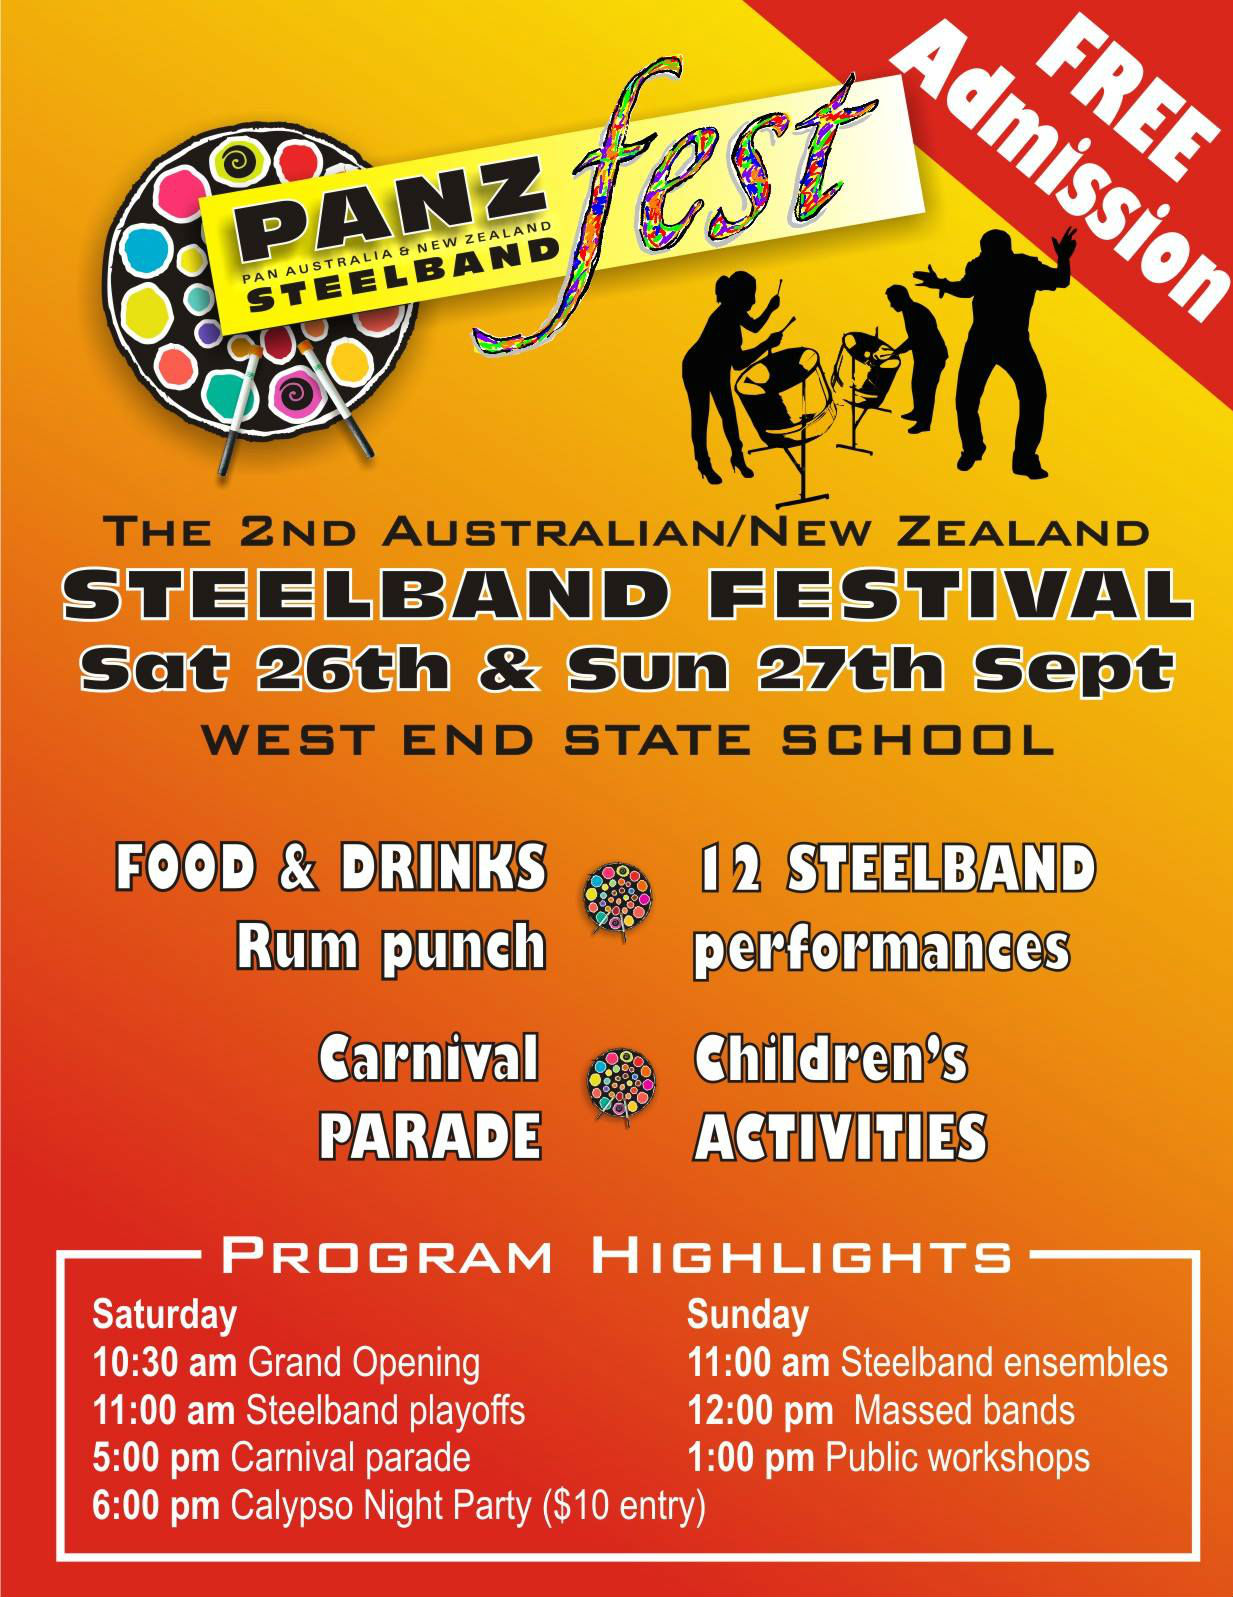 FREE
Admission
PANZ
fest
PAN AUSTRALIA & NEW ZEALAND
STEELBAND
THE 2ND AUSTRALIAN/NEW ZEALAND
STEELBAND FESTIVAL
Sat 26th & Sun 27th Sept
WEST END STATE SCHOOL
FOOD & DRINKS
Rum punch
12 STEELBAND
performances
Carnival
PARADE
Children's
ACTIVITIES
PROGRAM HIGHLIGHTS
Saturday
10:30 am Grand Opening
11:00 am Steelband playoffs
5:00 pm Carnival parade
6:00 pm Calypso Night Party ($10 entry)
Sunday
11:00 am Steelband ensembles
12:00 pm Massed bands
1:00 pm Public workshops